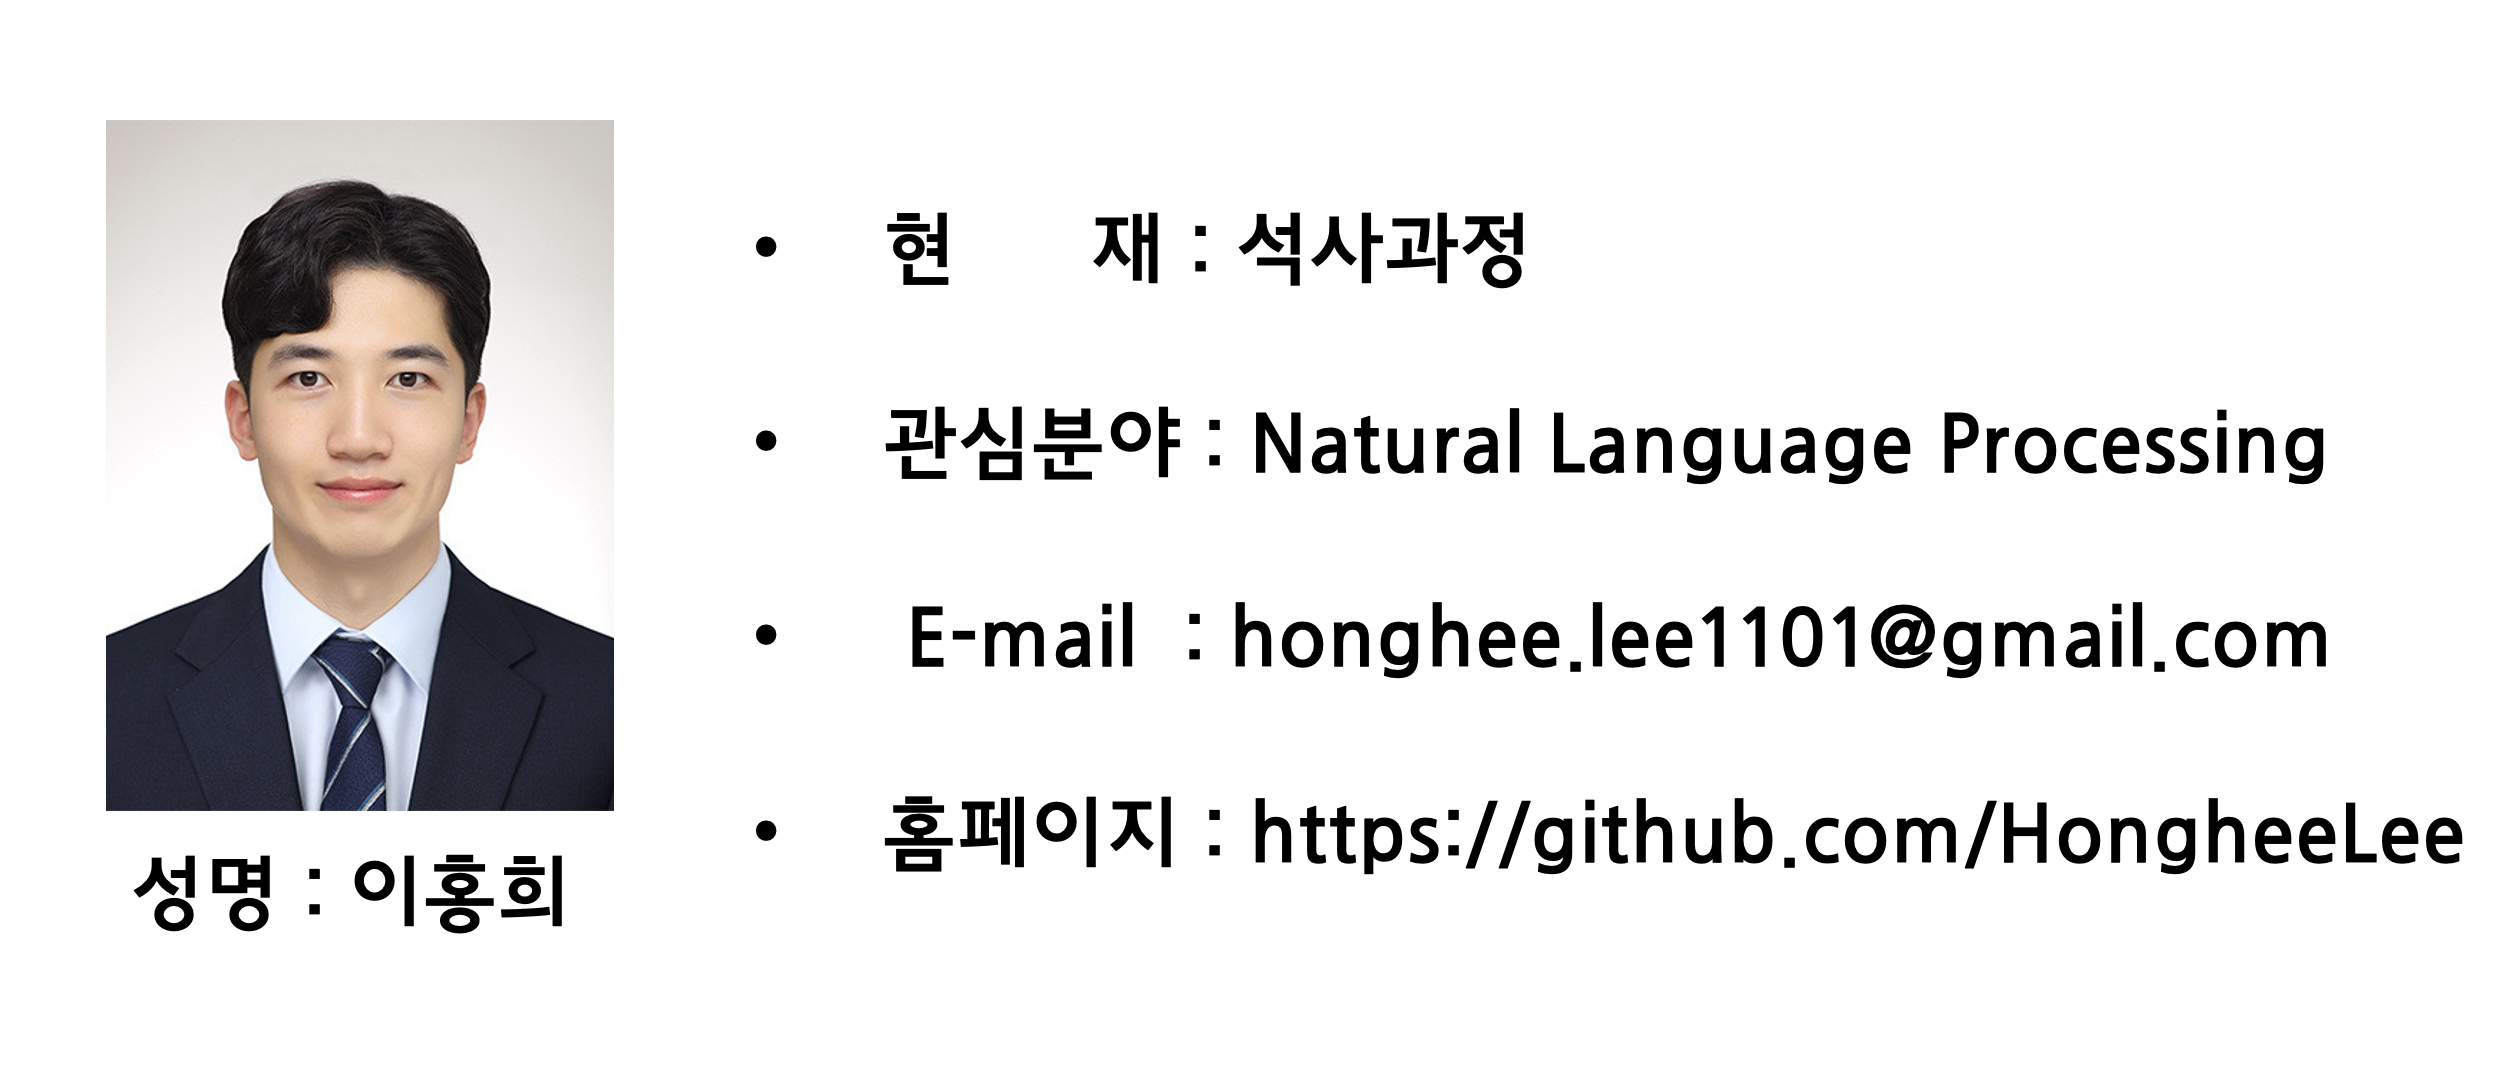 • 현 재 : 석사과정
• 관심분야 : Natural Language Processing
• E-mail : honghee.lee1101@gmail.com
• 홈페이지 : https://github.com/HongheeLee
성명 : 이홍희